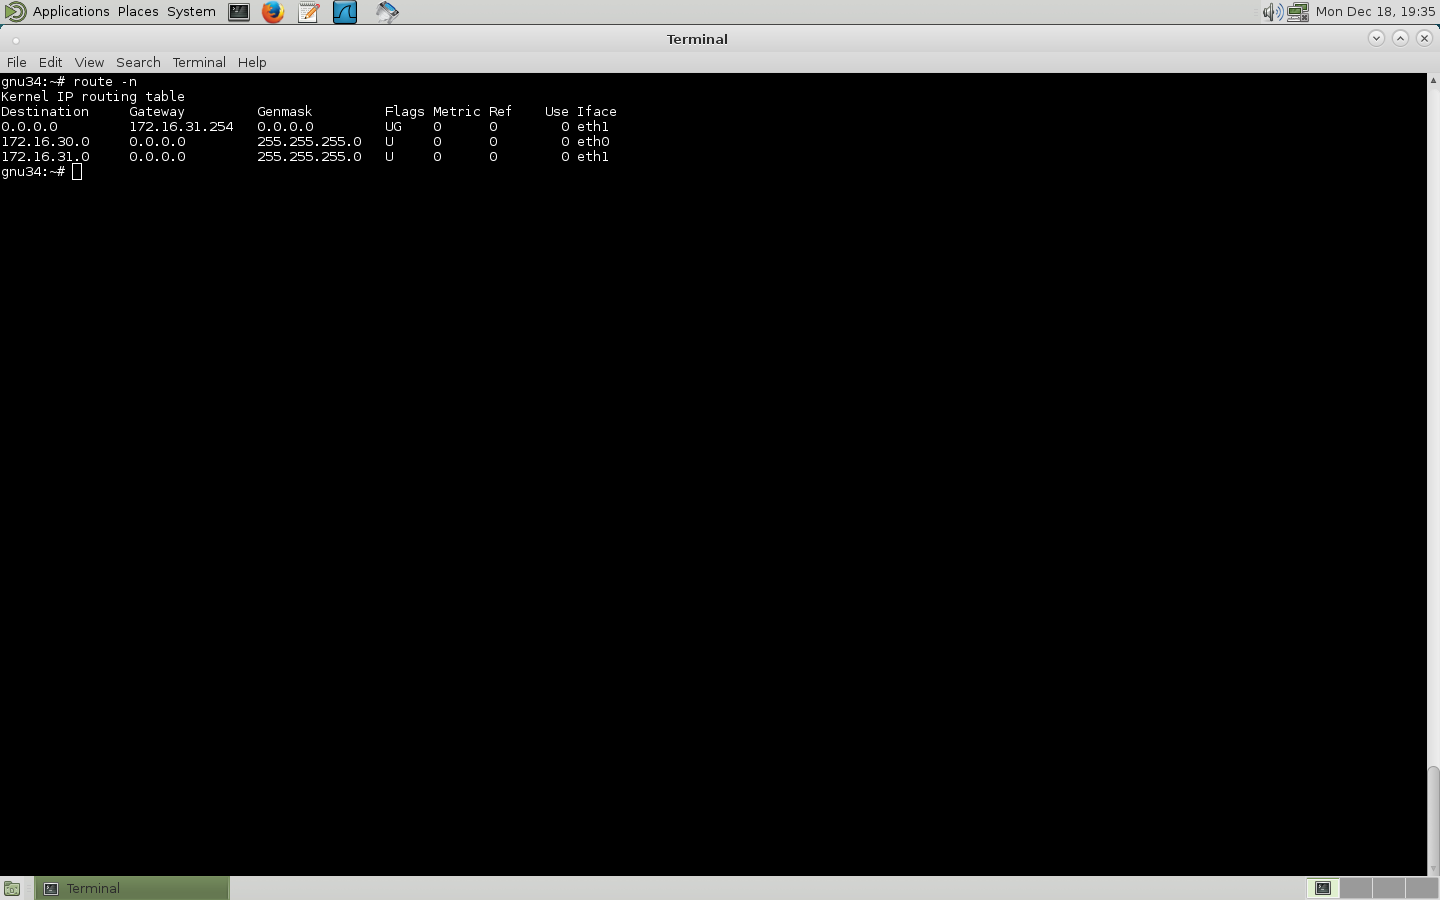 Applications Places System Mon Dec 18, 19:35
Terminal
File Edit View Search Terminal Help
gnu34:~# route -n
Kernel IP routing table
Destination Gateway Genmask Flags Metric Ref Use Iface
0.0.0.0 172.16.31.254 0.0.0.0 UG 0 0 0 eth1
172.16.30.0 0.0.0.0 255.255.255.0 U 0 0 0 eth0
172.16.31.0 0.0.0.0 255.255.255.0 U 0 0 0 eth1
gnu34:~#
Terminal